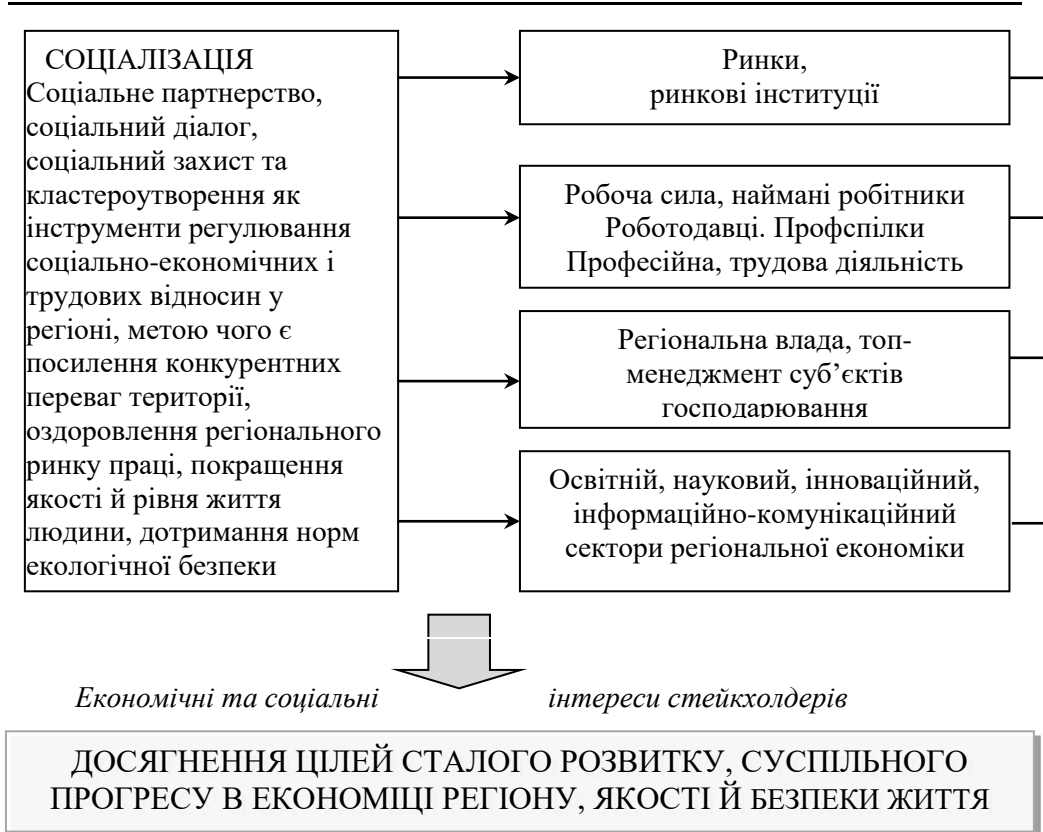 СОЦІАЛІЗАЦІЯ
Соціальне партнерство,
соціальний діалог,
соціальний захист та
кластероутворення як
інструменти регулювання
соціально-економічних і
трудових відносин у
регіоні, метою чого є
посилення конкурентних
переваг території,
оздоровлення регіонального
ринку праці, покращення
якості й рівня життя
людини, дотримання норм
екологічної безпеки
Ринки,
ринкові інституції
Робоча сила, наймані робітники
Роботодавці. Профспілки
Професійна, трудова діяльність
Регіональна влада, топ-
менеджмент суб’єктів
господарювання
Освітній, науковий, інноваційний,
інформаційно-комунікаційний
сектори регіональної економіки
Економічні та соціальні інтереси стейкхолдерів
ДОСЯГНЕННЯ ЦІЛЕЙ СТАЛОГО РОЗВИТКУ, СУСПІЛЬНОГО
ПРОГРЕСУ В ЕКОНОМІЦІ РЕГІОНУ, ЯКОСТІ Й БЕЗПЕКИ ЖИТТЯ